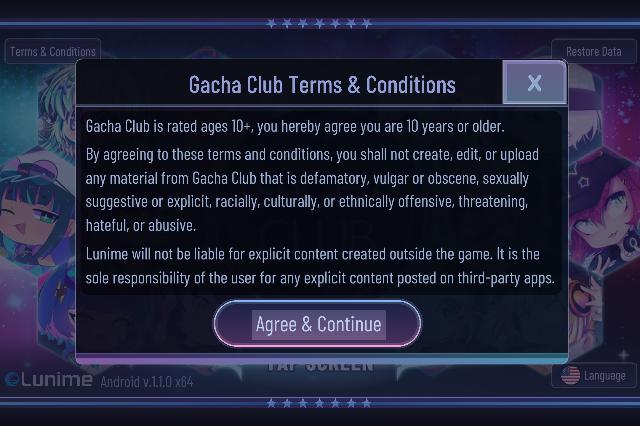 Terms & Conditions
Restore Data
Gacha Club Terms & Conditions
X
Gacha Club is rated ages 10+, you hereby agree you are 10 years or older.
By agreeing to these terms and conditions, you shall not create, edit, or upload
any material from Gacha Club that is defamatory, vulgar or obscene, sexually
suggestive or explicit, racially, culturally, or ethnically offensive, threatening,
hateful, or abusive.
Lunime will not be liable for explicit content created outside the game. It is the
sole responsibility of the user for any explicit content posted on third-party apps.
Agree & Continue
TAP SCREEN
Lunime Android v.1.1.0 x64
Language